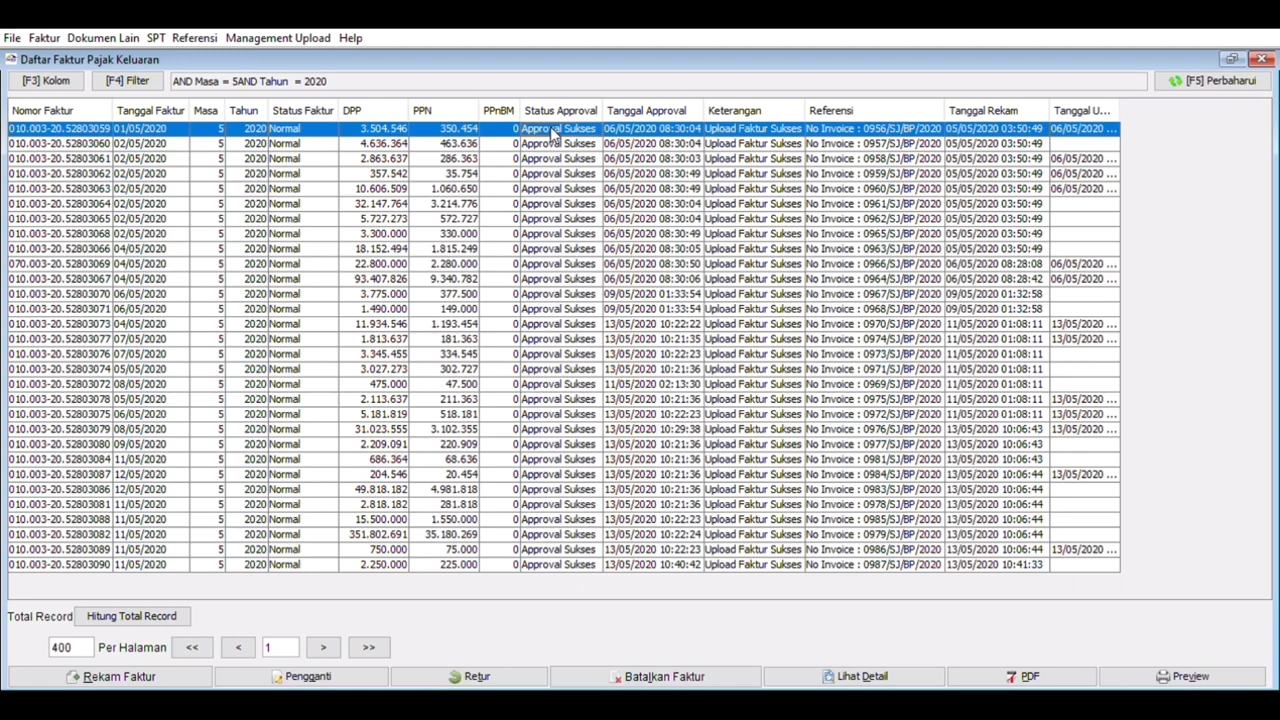 File Faktur Dokumen Lain SPT Referensi Management Upload Help
Daftar Faktur Pajak Keluaran
[F3] Kolom [F4] Filter AND Masa = 5AND Tahun = 2020 [F5] Perbaharui
Nomor Faktur Tanggal Faktur Masa Tahun Status Faktur DPP PPN PPnBM Status Approval Tanggal Approval Keterangan Referensi Tanggal Rekam Tanggal U...
010.003-20.52803059 01/05/2020 5 2020 Normal 3.504.546 350.454 0 Approval Sukses 06/05/2020 08:30:04 Upload Faktur Sukses No Invoice : 0956/SJ/BP/2020 05/05/2020 03:50:49
010.003-20.52803060 02/05/2020 5 2020 Normal 4.636.364 463.636 0 Approval Sukses 06/05/2020 08:30:04 Upload Faktur Sukses No Invoice : 0957/SJ/BP/2020 05/05/2020 03:50:49
010.003-20.52803061 02/05/2020 5 2020 Normal 2.863.637 286.363 0 Approval Sukses 06/05/2020 08:30:03 Upload Faktur Sukses No Invoice : 0958/SJ/BP/2020 05/05/2020 03:50:49 06/05/2020 ...
010.003-20.52803062 02/05/2020 5 2020 Normal 357.542 35.754 0 Approval Sukses 06/05/2020 08:30:49 Upload Faktur Sukses No Invoice : 0959/SJ/BP/2020 05/05/2020 03:50:49 06/05/2020 ...
010.003-20.52803063 02/05/2020 5 2020 Normal 10.606.509 1.060.650 0 Approval Sukses 06/05/2020 08:30:49 Upload Faktur Sukses No Invoice : 0960/SJ/BP/2020 05/05/2020 03:50:49 06/05/2020 ...
010.003-20.52803064 02/05/2020 5 2020 Normal 32.147.764 3.214.776 0 Approval Sukses 06/05/2020 08:30:04 Upload Faktur Sukses No Invoice : 0961/SJ/BP/2020 05/05/2020 03:50:49
010.003-20.52803065 02/05/2020 5 2020 Normal 5.727.273 572.727 0 Approval Sukses 06/05/2020 08:30:04 Upload Faktur Sukses No Invoice : 0962/SJ/BP/2020 05/05/2020 03:50:49
010.003-20.52803068 02/05/2020 5 2020 Normal 3.300.000 330.000 0 Approval Sukses 06/05/2020 08:30:04 Upload Faktur Sukses No Invoice : 0965/SJ/BP/2020 05/05/2020 03:50:49
010.003-20.52803066 04/05/2020 5 2020 Normal 18.152.494 1.815.249 0 Approval Sukses 06/05/2020 08:30:05 Upload Faktur Sukses No Invoice : 0963/SJ/BP/2020 05/05/2020 03:50:49
070.003-20.52803069 04/05/2020 5 2020 Normal 22.800.000 2.280.000 0 Approval Sukses 06/05/2020 08:30:50 Upload Faktur Sukses No Invoice : 0966/SJ/BP/2020 06/05/2020 08:28:08 06/05/2020 ...
010.003-20.52803067 04/05/2020 5 2020 Normal 93.407.826 9.340.782 0 Approval Sukses 06/05/2020 08:30:06 Upload Faktur Sukses No Invoice : 0964/SJ/BP/2020 06/05/2020 08:28:42 06/05/2020 ...
010.003-20.52803070 06/05/2020 5 2020 Normal 3.775.000 377.500 0 Approval Sukses 09/05/2020 01:33:54 Upload Faktur Sukses No Invoice : 0967/SJ/BP/2020 09/05/2020 01:32:58
010.003-20.52803071 06/05/2020 5 2020 Normal 1.490.000 149.000 0 Approval Sukses 09/05/2020 01:33:54 Upload Faktur Sukses No Invoice : 0968/SJ/BP/2020 09/05/2020 01:32:58
010.003-20.52803073 04/05/2020 5 2020 Normal 11.934.546 1.193.454 0 Approval Sukses 13/05/2020 10:22:22 Upload Faktur Sukses No Invoice : 0970/SJ/BP/2020 11/05/2020 01:08:11 13/05/2020 ...
010.003-20.52803077 07/05/2020 5 2020 Normal 1.813.637 181.363 0 Approval Sukses 13/05/2020 10:21:35 Upload Faktur Sukses No Invoice : 0974/SJ/BP/2020 11/05/2020 01:08:11 13/05/2020 ...
010.003-20.52803076 07/05/2020 5 2020 Normal 3.345.455 334.545 0 Approval Sukses 13/05/2020 10:22:23 Upload Faktur Sukses No Invoice : 0973/SJ/BP/2020 11/05/2020 01:08:11
010.003-20.52803074 05/05/2020 5 2020 Normal 3.027.273 302.727 0 Approval Sukses 13/05/2020 10:21:36 Upload Faktur Sukses No Invoice : 0971/SJ/BP/2020 11/05/2020 01:08:11
010.003-20.52803072 08/05/2020 5 2020 Normal 475.000 47.500 0 Approval Sukses 11/05/2020 02:13:30 Upload Faktur Sukses No Invoice : 0969/SJ/BP/2020 11/05/2020 01:08:11
010.003-20.52803078 05/05/2020 5 2020 Normal 2.113.637 211.363 0 Approval Sukses 13/05/2020 10:21:36 Upload Faktur Sukses No Invoice : 0975/SJ/BP/2020 11/05/2020 01:08:11 13/05/2020 ...
010.003-20.52803075 06/05/2020 5 2020 Normal 5.181.819 518.181 0 Approval Sukses 13/05/2020 10:22:23 Upload Faktur Sukses No Invoice : 0972/SJ/BP/2020 11/05/2020 01:08:11 13/05/2020 ...
010.003-20.52803079 08/05/2020 5 2020 Normal 31.023.555 3.102.355 0 Approval Sukses 13/05/2020 10:29:38 Upload Faktur Sukses No Invoice : 0976/SJ/BP/2020 13/05/2020 10:06:43 13/05/2020 ...
010.003-20.52803080 09/05/2020 5 2020 Normal 2.209.091 220.909 0 Approval Sukses 13/05/2020 10:21:36 Upload Faktur Sukses No Invoice : 0977/SJ/BP/2020 13/05/2020 10:06:43
010.003-20.52803084 11/05/2020 5 2020 Normal 686.364 68.636 0 Approval Sukses 13/05/2020 10:21:36 Upload Faktur Sukses No Invoice : 0981/SJ/BP/2020 13/05/2020 10:06:44
010.003-20.52803087 12/05/2020 5 2020 Normal 204.546 20.454 0 Approval Sukses 13/05/2020 10:21:36 Upload Faktur Sukses No Invoice : 0984/SJ/BP/2020 13/05/2020 10:06:44 13/05/2020 ...
010.003-20.52803086 12/05/2020 5 2020 Normal 49.818.182 4.981.818 0 Approval Sukses 13/05/2020 10:21:36 Upload Faktur Sukses No Invoice : 0983/SJ/BP/2020 13/05/2020 10:06:44
010.003-20.52803081 11/05/2020 5 2020 Normal 2.818.182 281.818 0 Approval Sukses 13/05/2020 10:21:36 Upload Faktur Sukses No Invoice : 0978/SJ/BP/2020 13/05/2020 10:06:44
010.003-20.52803088 11/05/2020 5 2020 Normal 15.500.000 1.550.000 0 Approval Sukses 13/05/2020 10:22:23 Upload Faktur Sukses No Invoice : 0985/SJ/BP/2020 13/05/2020 10:06:44
010.003-20.52803082 11/05/2020 5 2020 Normal 351.802.691 35.180.269 0 Approval Sukses 13/05/2020 10:22:24 Upload Faktur Sukses No Invoice : 0979/SJ/BP/2020 13/05/2020 10:06:44
010.003-20.52803089 11/05/2020 5 2020 Normal 750.000 75.000 0 Approval Sukses 13/05/2020 10:22:23 Upload Faktur Sukses No Invoice : 0986/SJ/BP/2020 13/05/2020 10:06:44 13/05/2020 ...
010.003-20.52803090 11/05/2020 5 2020 Normal 2.250.000 225.000 0 Approval Sukses 13/05/2020 10:40:42 Upload Faktur Sukses No Invoice : 0987/SJ/BP/2020 13/05/2020 10:41:33
Total Record Hitung Total Record
400 Per Halaman << < 1 > >>
Rekam Faktur Pengganti Retur Batalkan Faktur Lihat Detail PDF Preview